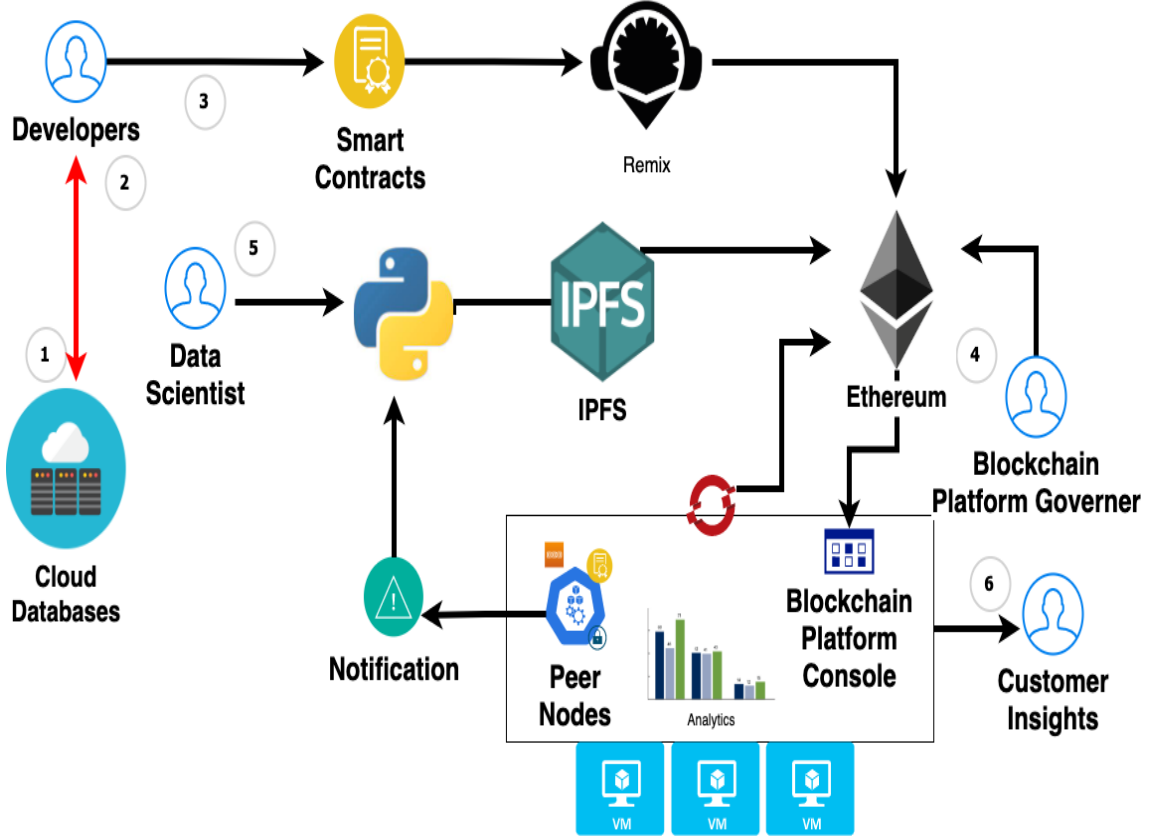 3
Developers
Smart
Contracts
Remix
2
5
1
Data
Scientist
IPFS
IPFS
4
Ethereum
Blockchain
Platform Governer
Cloud
Databases
Notification
Peer
Nodes
Analytics
Blockchain
Platform
Console
6
Customer
Insights
VM
VM
VM